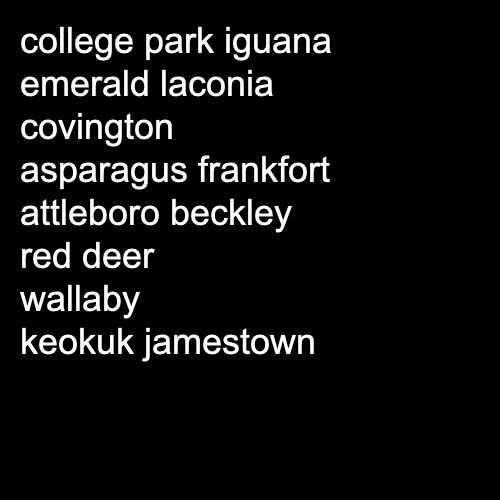 college park iguana
emerald laconia
covington
asparagus frankfort
attleboro beckley
red deer
wallaby
keokuk jamestown